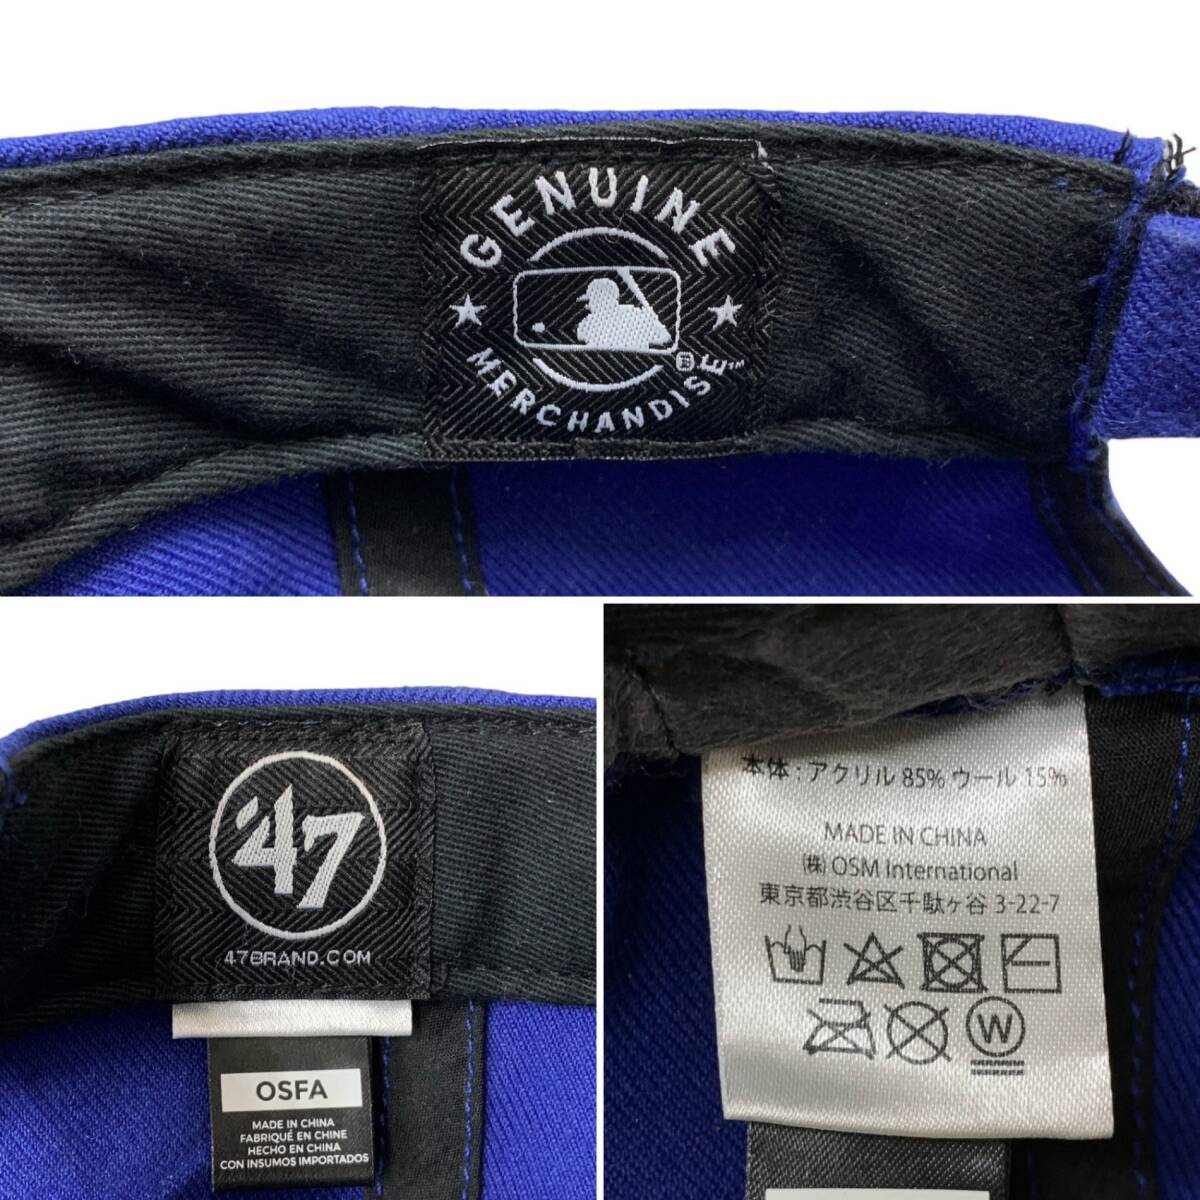 GENUINE
MERCHANDISE™
'47
47BRAND.COM
OSFA
MADE IN CHINA
FABRIQUÉ EN CHINE
HECHO EN CHINA
CON INSUMOS IMPORTADOS
本体:アクリル 85% ウール 15%
MADE IN CHINA
㈱ OSM International
東京都渋谷区千駄ヶ谷 3-22-7
W